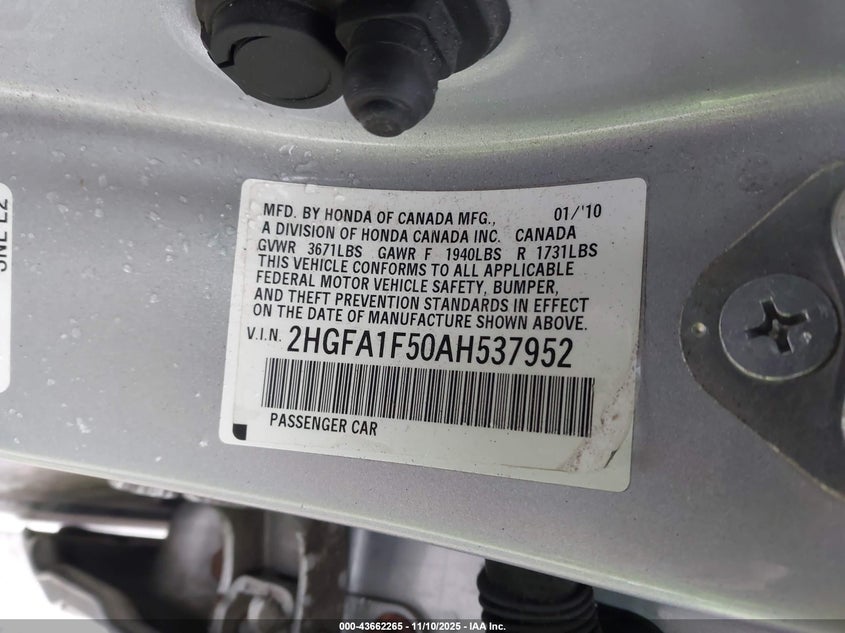 MFD. BY HONDA OF CANADA MFG., 01/'10
A DIVISION OF HONDA CANADA INC. CANADA
GVWR 3671LBS GAWR F 1940LBS R 1731LBS
THIS VEHICLE CONFORMS TO ALL APPLICABLE
FEDERAL MOTOR VEHICLE SAFETY, BUMPER,
AND THEFT PREVENTION STANDARDS IN EFFECT
ON THE DATE OF MANUFACTURE SHOWN ABOVE.
V.I.N. 2HGFA1F50AH537952
PASSENGER CAR
000-43662265 - 11/10/2025 - IAA Inc.